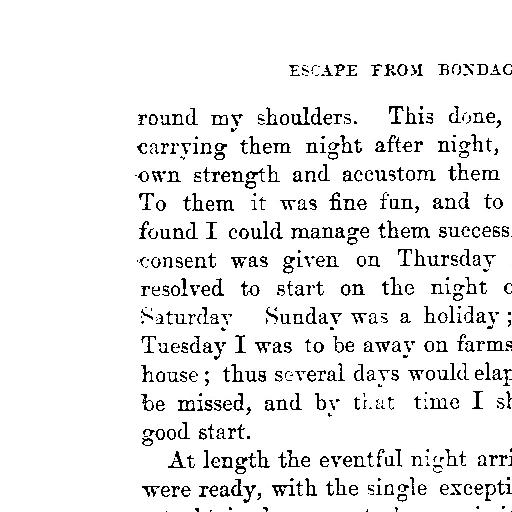 ESCAPE FROM BONDAG
round my shoulders. This done,
carrying them night after night,
own strength and accustom them
To them it was fine fun, and to
found I could manage them success
consent was given on Thursday
resolved to start on the night
Saturday Sunday was a holiday ;
Tuesday I was to be away on farms
house ; thus several days would elap
be missed, and by that time I sh
good start.
At length the eventful night arri
were ready, with the single excepti